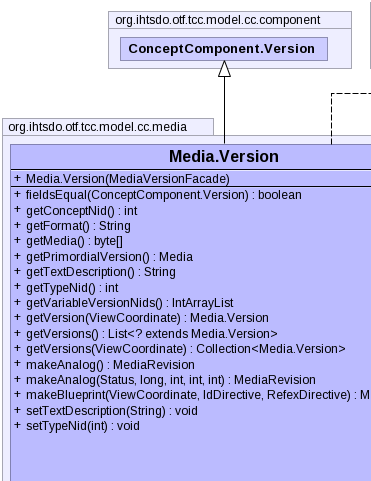 org.ihtsdo.otf.tcc.model.cc.component
ConceptComponent.Version
org.ihtsdo.otf.tcc.model.cc.media
Media.Version
+ Media.Version(MediaVersionFacade)
+ fieldsEqual(ConceptComponent.Version) : boolean
+ getConceptNid() : int
+ getFormat() : String
+ getMedia() : byte[]
+ getPrimordialVersion() : Media
+ getTextDescription() : String
+ getTypeNid() : int
+ getVariableVersionNids() : IntArrayList
+ getVersion(ViewCoordinate) : Media.Version
+ getVersions() : List<? extends Media.Version>
+ getVersions(ViewCoordinate) : Collection<Media.Version>
+ makeAnalog() : MediaRevision
+ makeAnalog(Status, long, int, int, int) : MediaRevision
+ makeBlueprint(ViewCoordinate, IdDirective, RefexDirective) : M
+ setTextDescription(String) : void
+ setTypeNid(int) : void